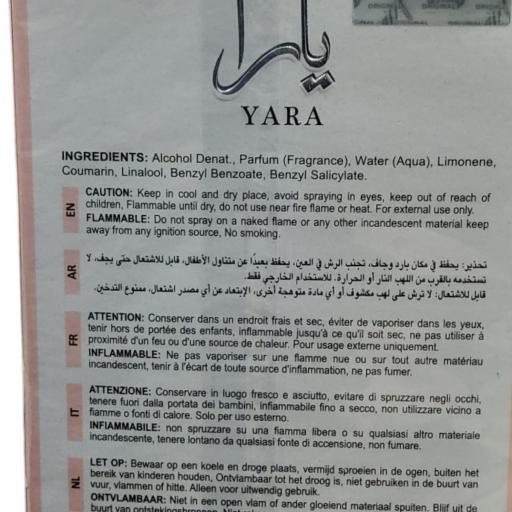 ORIGINAL ORIGINAL
يارا
YARA
INGREDIENTS: Alcohol Denat., Parfum (Fragrance), Water (Aqua), Limonene,
Coumarin, Linalool, Benzyl Benzoate, Benzyl Salicylate.
EN
CAUTION: Keep in cool and dry place, avoid spraying in eyes, keep out of reach of
children, Flammable until dry, do not use near fire flame or heat. For external use only.
FLAMMABLE: Do not spray on a naked flame or any other incandescent material keep
away from any ignition source, No smoking.
AR
تحذير: يحفظ في مكان بارد وجاف، تجنب الرش في العين، يحفظ بعيدًا عن متناول الأطفال، قابل للاشتعال حتى يجف، لا
تستخدمه بالقرب من اللهب النار أو الحرارة. للاستخدام الخارجي فقط.
قابل للاشتعال: لا ترش على لهب مكشوف أو أي مادة متوهجة أخرى، الإبتعاد عن أي مصدر اشتعال، ممنوع التدخين.
FR
ATTENTION: Conserver dans un endroit frais et sec, éviter de vaporiser dans les yeux,
tenir hors de portée des enfants, inflammable jusqu'à ce qu'il soit sec, ne pas utiliser à
proximité d'un feu ou d'une source de chaleur. Pour usage externe uniquement.
INFLAMMABLE: Ne pas vaporiser sur une flamme nue ou sur tout autre matériau
incandescent, tenir à l'écart de toute source d'inflammation, ne pas fumer.
IT
ATTENZIONE: Conservare in luogo fresco e asciutto, evitare di spruzzare negli occhi,
tenere fuori dalla portata dei bambini, infiammabile fino a secco, non utilizzare vicino a
fiamme o fonti di calore. Solo per uso esterno.
INFIAMMABILE: non spruzzare su una fiamma libera o su qualsiasi altro materiale
incandescente, tenere lontano da qualsiasi fonte di accensione, non fumare.
NL
LET OP: Bewaar op een koele en droge plaats, vermijd sproeien in de ogen, buiten het
bereik van kinderen houden, Ontvlambaar tot het droog is, niet gebruiken in de buurt van
vuur, vlammen of hitte. Alleen voor uitwendig gebruik.
ONTVLAMBAAR: Niet in een open vlam of ander gloeiend materiaal spuiten. Blijf uit de
buurt van